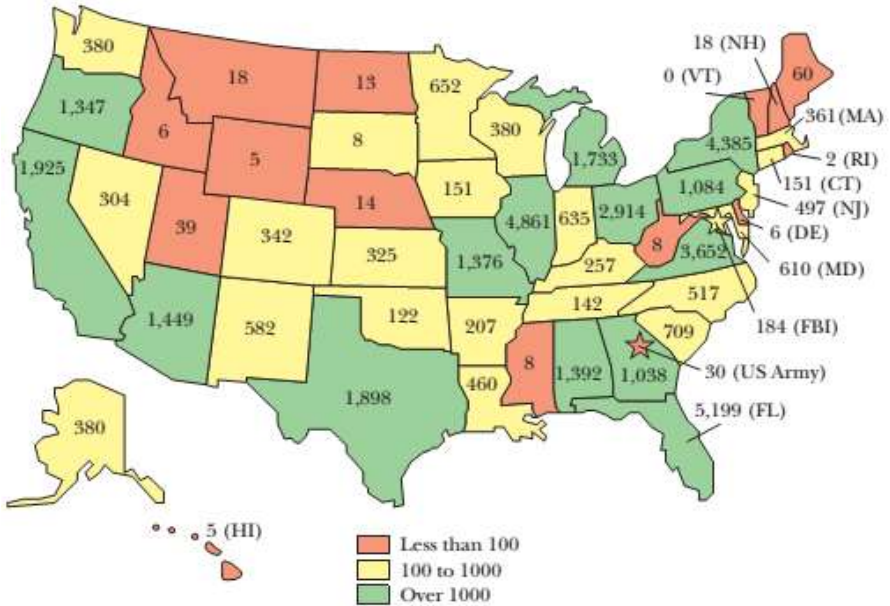 380
18
13
652
18 (NH)
0 (VT)
60
1,347
6
5
8
380
1,733
4,385
361(MA)
2 (RI)
1,925
304
39
342
14
151
4,861
635
2,914
1,084
151 (CT)
497 (NJ)
6 (DE)
610 (MD)
325
1,376
257
8
3,652
184 (FBI)
1,449
582
122
207
142
517
709
30 (US Army)
1,898
460
8
1,392
1,038
5,199 (FL)
380
5 (HI)
Less than 100
100 to 1000
Over 1000